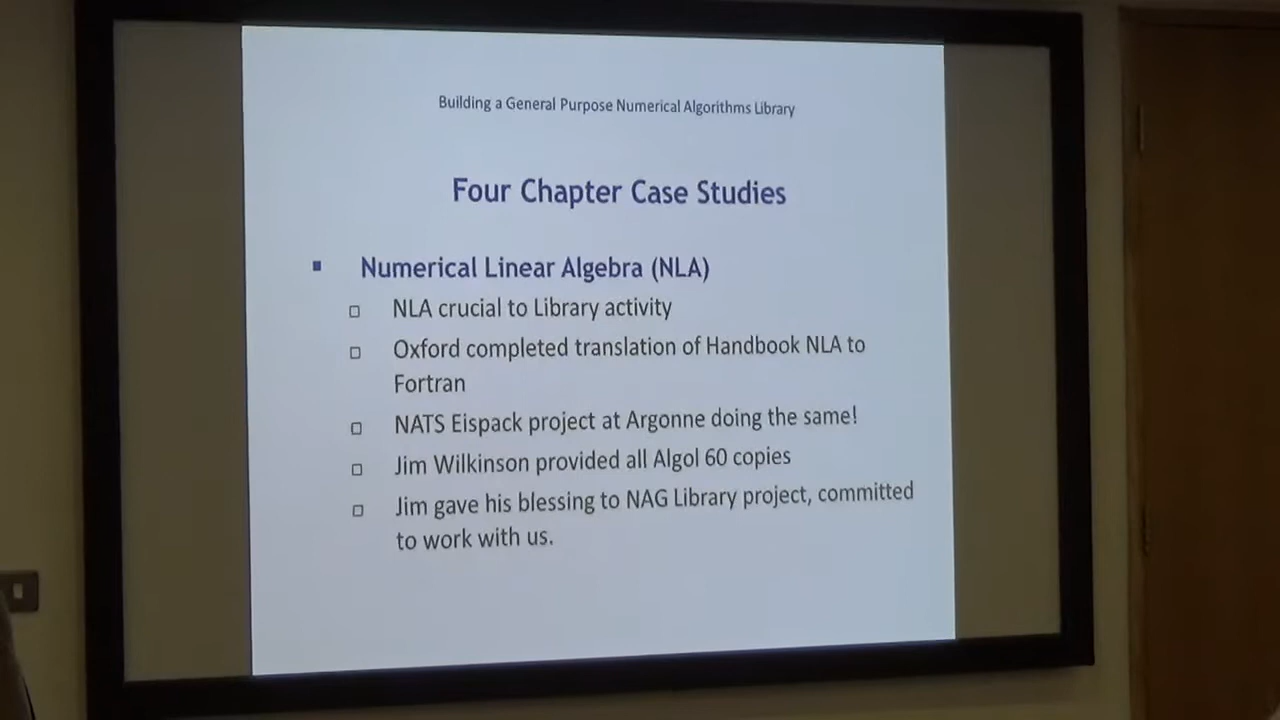 Building a General Purpose Numerical Algorithms Library
Four Chapter Case Studies
Numerical Linear Algebra (NLA)
NLA crucial to Library activity
Oxford completed translation of Handbook NLA to
Fortran
NATS Eispack project at Argonne doing the same!
Jim Wilkinson provided all Algol 60 copies
Jim gave his blessing to NAG Library project, committed
to work with us.